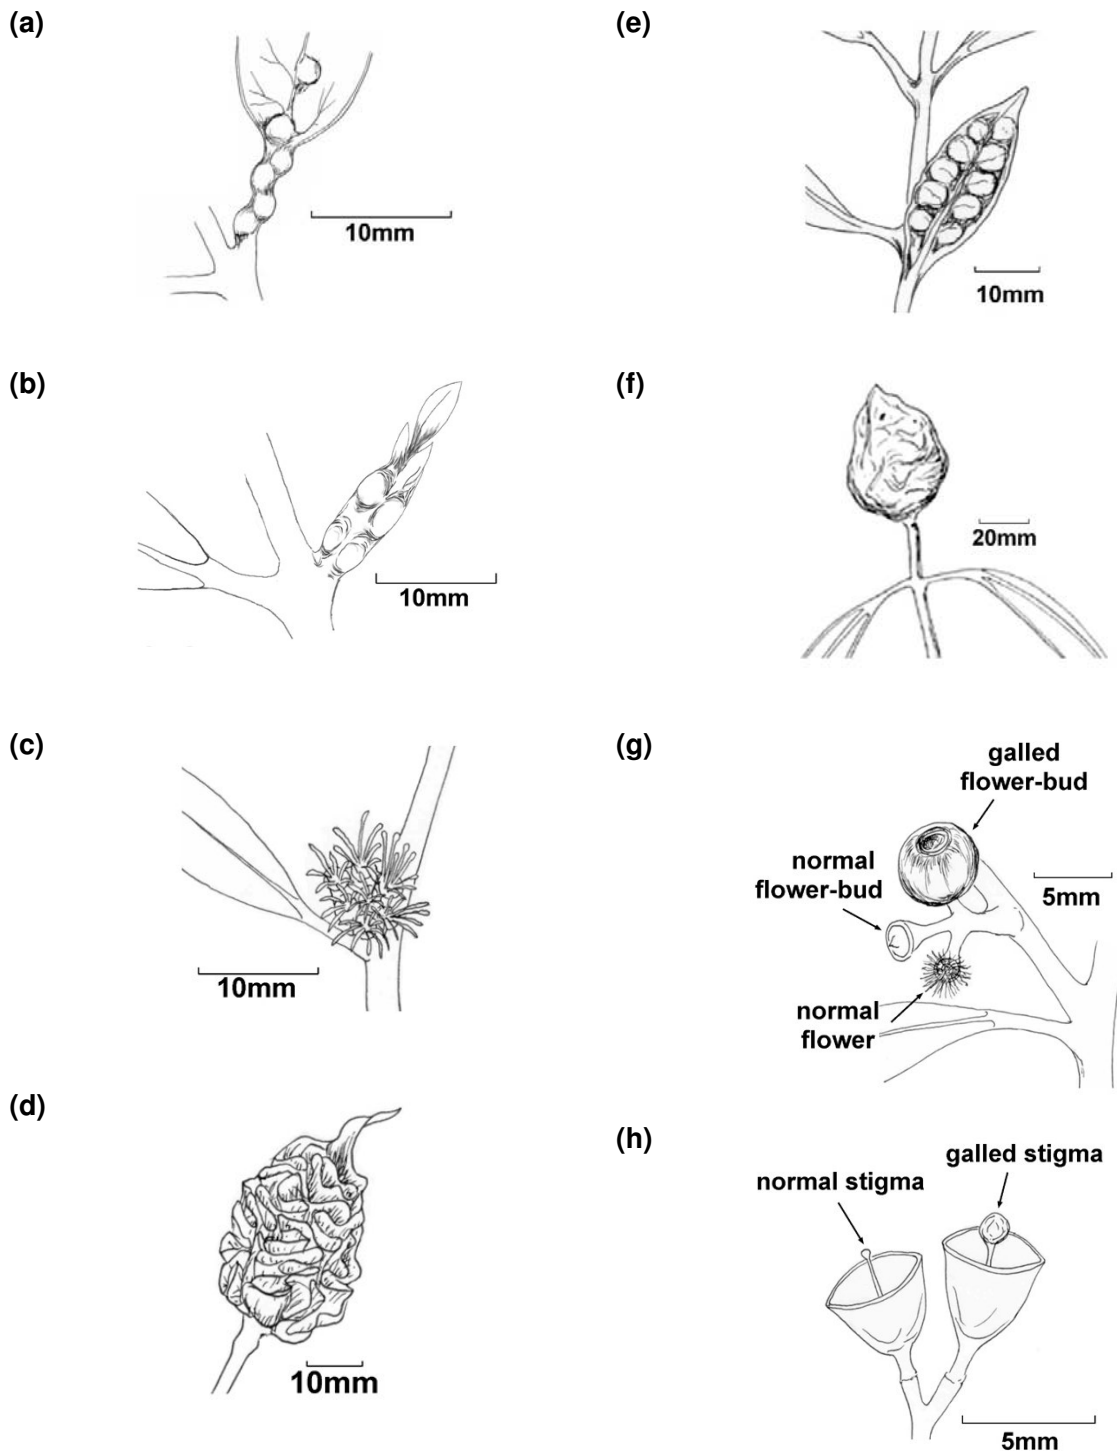 (a)
10mm
(b)
10mm
(c)
10mm
(d)
10mm
(e)
10mm
(f)
20mm
(g)
galled
flower-bud
normal
flower-bud
5mm
normal
flower
(h)
galled stigma
normal stigma
5mm